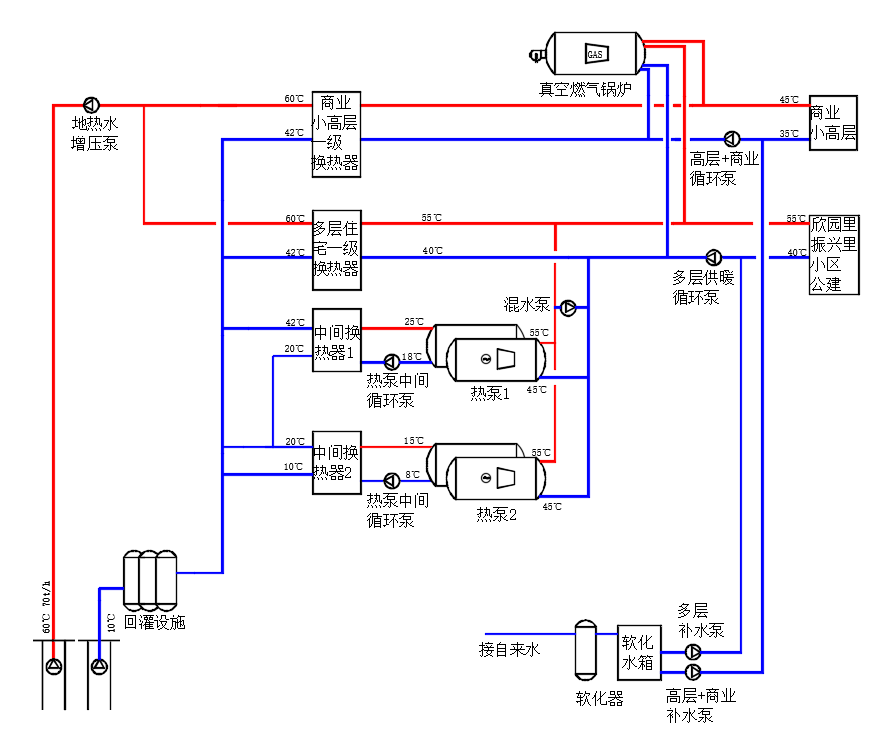 GAS
真空燃气锅炉
60℃
商业
小高层
一级
换热器
42℃
地热水
增压泵
45℃
35℃
商业
小高层
高层+商业
循环泵
60℃
42℃
多层住
宅一级
换热器
55℃
40℃
55℃
40℃
欣园里
振兴里
小区
公建
多层供暖
循环泵
混水泵
42℃
20℃
中间换
热器1
25℃
18℃
热泵中间
循环泵
55℃
45℃
热泵1
20℃
10℃
中间换
热器2
15℃
8℃
热泵中间
循环泵
55℃
45℃
热泵2
60℃ 70t/h
10℃
回灌设施
接自来水
软化器
软化
水箱
多层
补水泵
高层+商业
补水泵